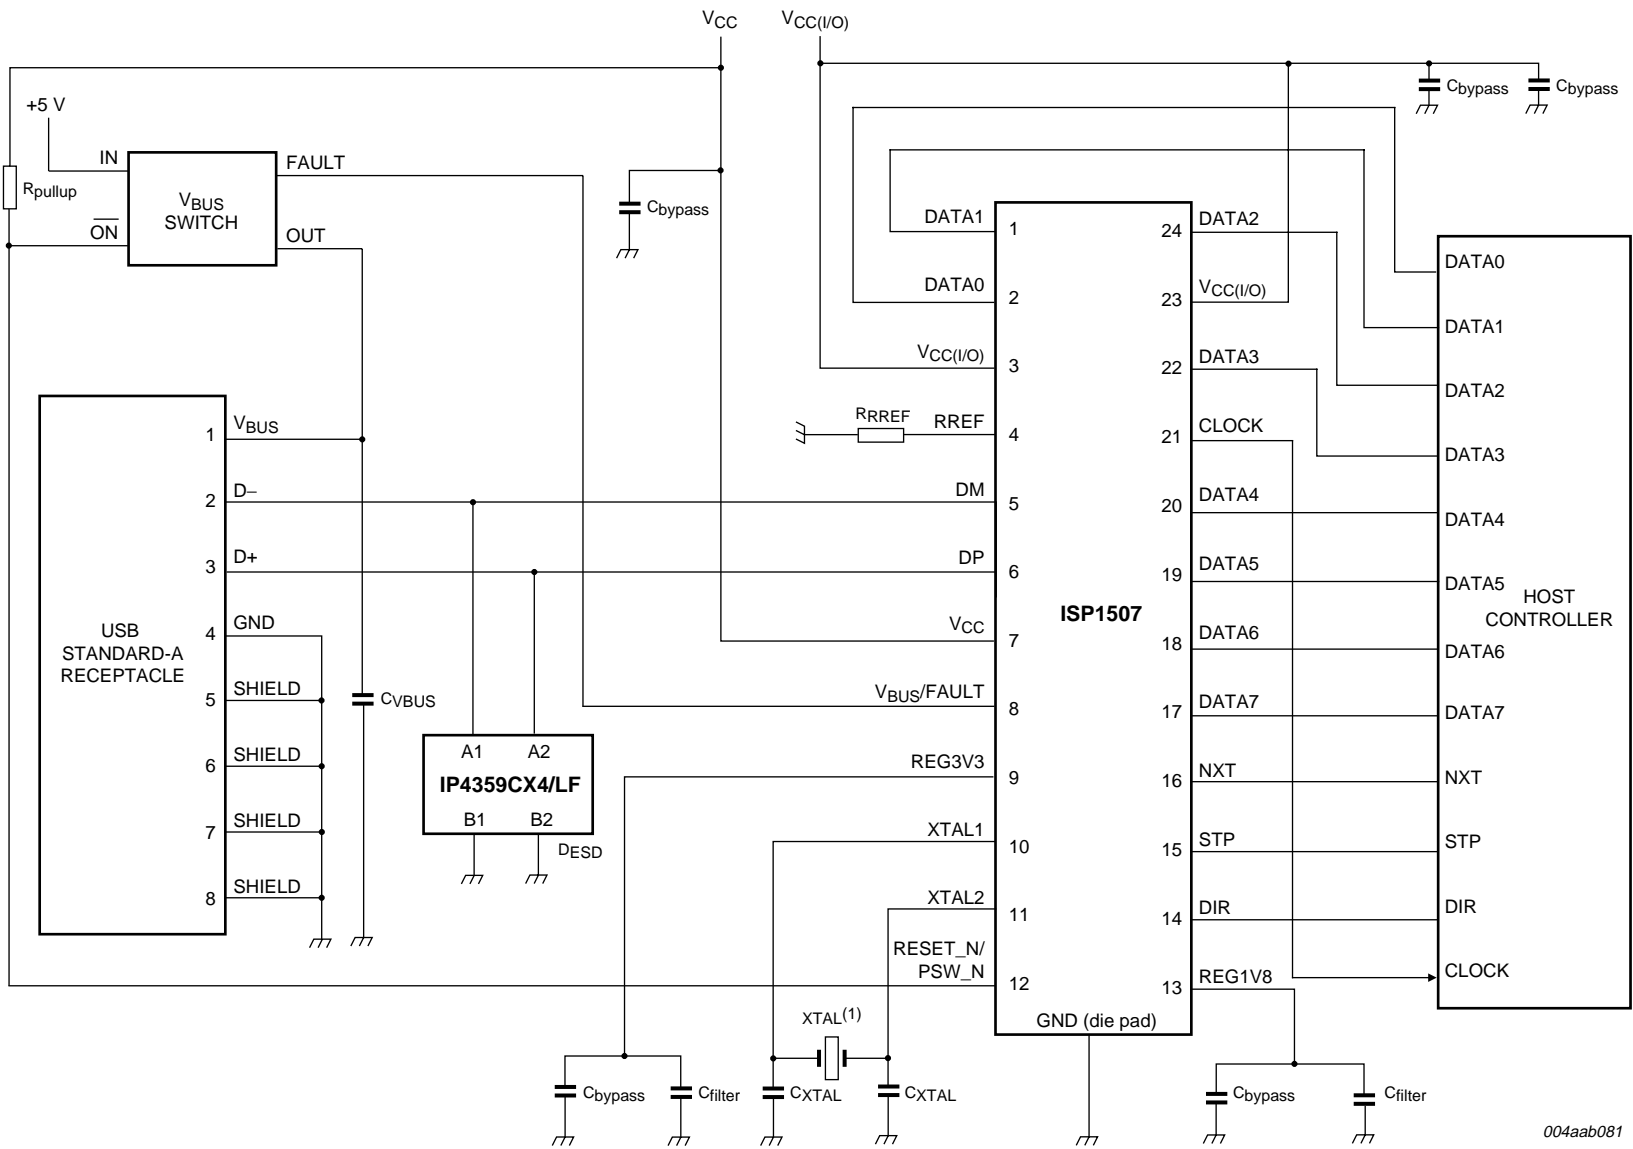 VCC
VCC(I/O)
+5 V
IN
FAULT
Rpullup
VBUS
SWITCH
ON
OUT
Cbypass
Cbypass
Cbypass
USB
STANDARD-A
RECEPTACLE
1
VBUS
2
D–
3
D+
4
GND
5
SHIELD
6
SHIELD
7
SHIELD
8
SHIELD
CVBUS
A1
A2
IP4359CX4/LF
B1
B2
DESD
DATA1
1
DATA0
2
VCC(I/O)
3
RRREF
RREF
4
DM
5
DP
6
VCC
7
VBUS/FAULT
8
REG3V3
9
XTAL1
10
XTAL2
11
RESET_N/
PSW_N
12
ISP1507
GND (die pad)
24
DATA2
23
VCC(I/O)
22
DATA3
21
CLOCK
20
DATA4
19
DATA5
18
DATA6
17
DATA7
16
NXT
15
STP
14
DIR
13
REG1V8
DATA0
DATA1
DATA2
DATA3
DATA4
DATA5
HOST
CONTROLLER
DATA6
DATA7
NXT
STP
DIR
CLOCK
XTAL(1)
Cbypass
Cfilter
CXTAL
CXTAL
Cbypass
Cfilter
004aab081